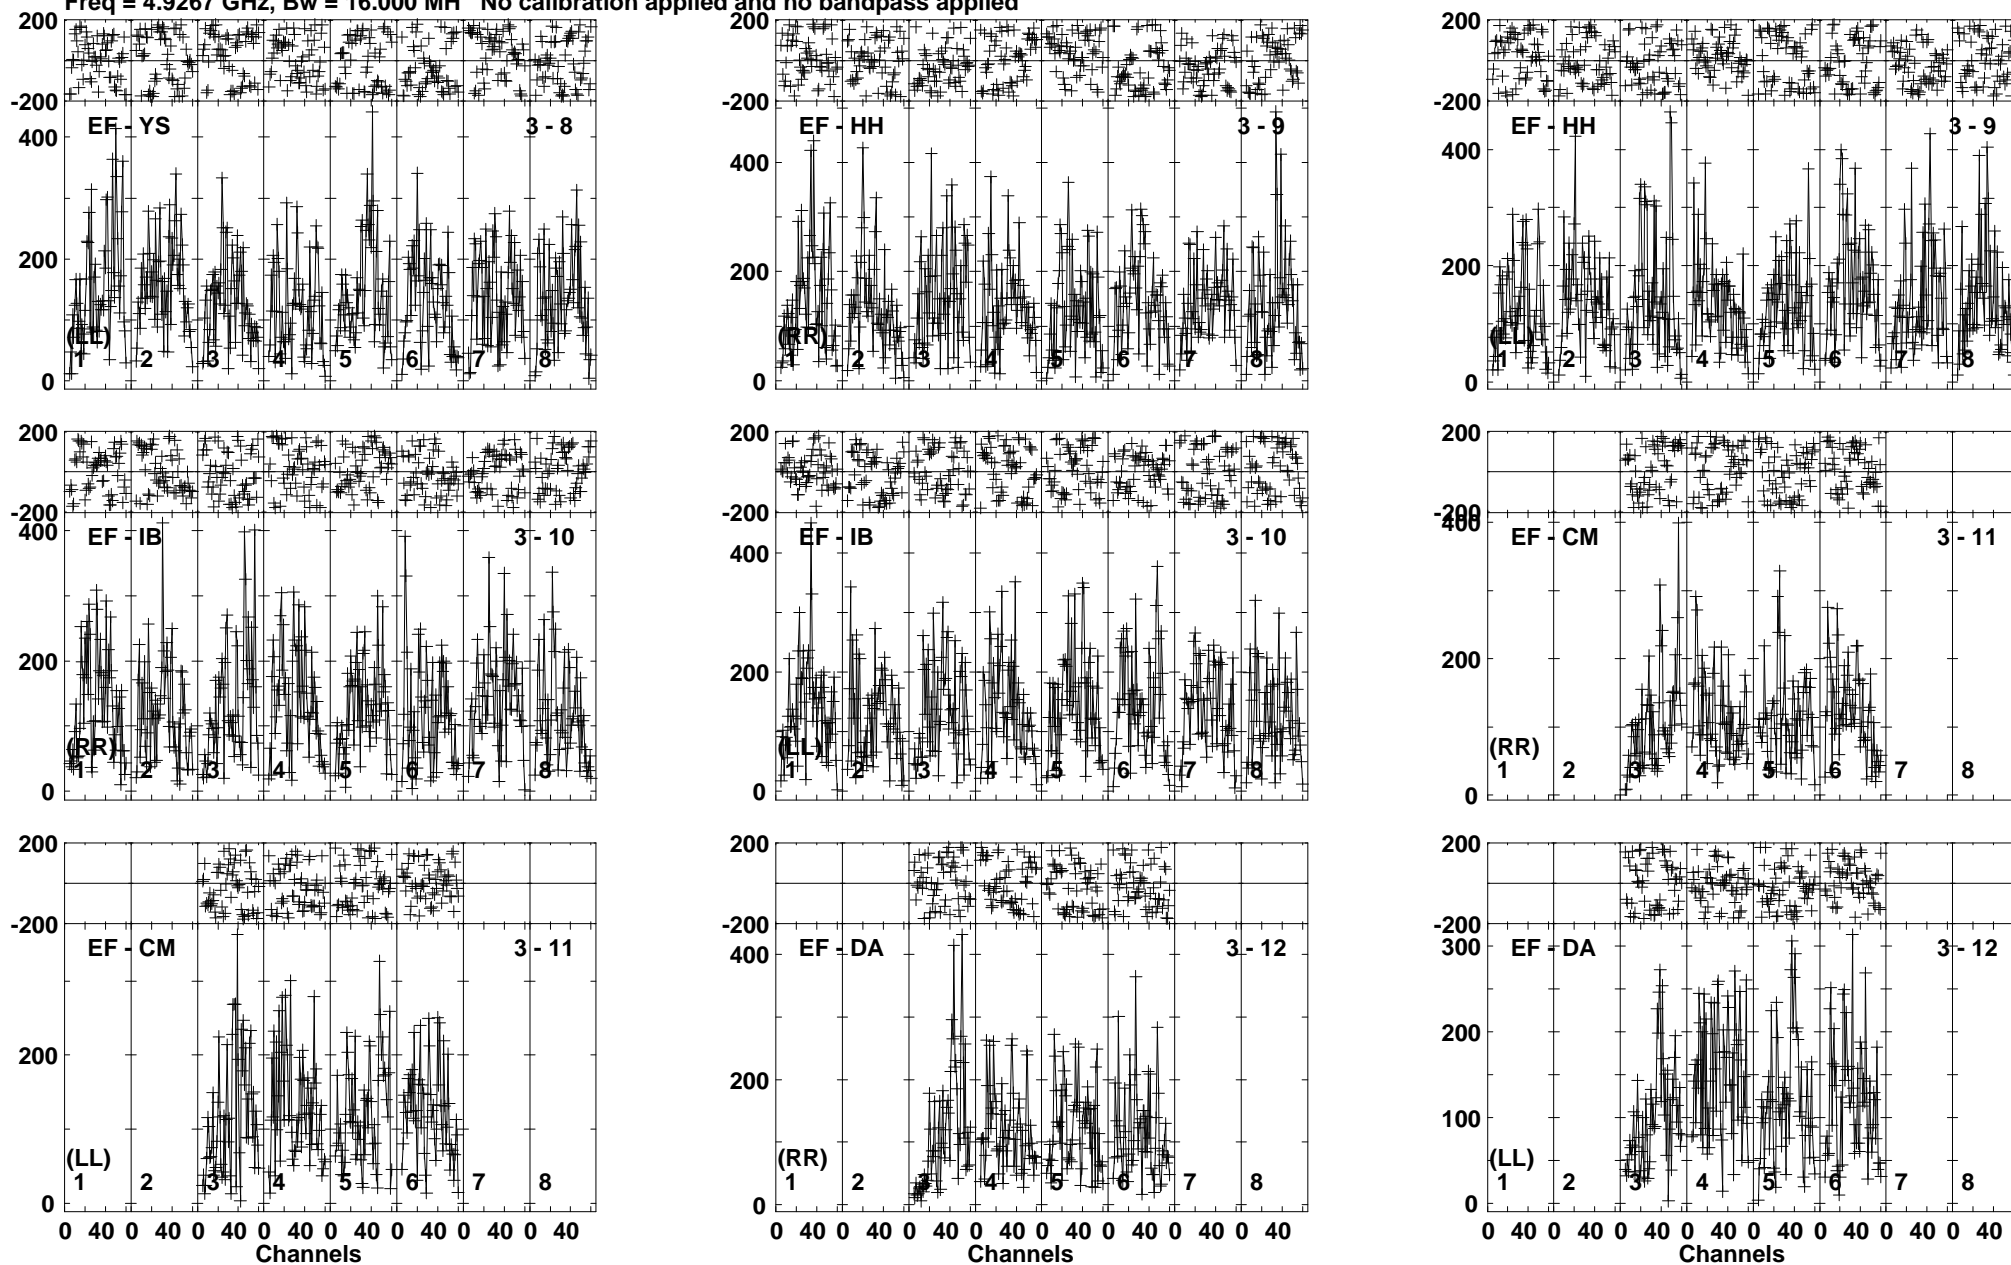 Freq = 4.9267 GHz, Bw = 16.000 MH No calibration applied and no bandpass applied
200 200 200
-200 -200 -200
EF - YS 3 - 8 EF - HH 3 - 9 EF - HH 3 - 9
400 400 400
200 200 200
(LL) (RR) (LL)
1 2 3 4 5 6 7 8 1 2 3 4 5 6 7 8 1 2 3 4 5 6 7 8
0 0 0
200 200 200
-200 -200 -200
EF - IB 3 - 10 EF - IB 3 - 10 EF - CM 3 - 11
400 400 400
200 200 200
(RR) (LL) (RR)
1 2 3 4 5 6 7 8 1 2 3 4 5 6 7 8 1 2 3 4 5 6 7 8
0 0 0
200 200 200
-200 -200 -200
EF - CM 3 - 11 EF - DA 3 - 12 EF - DA 3 - 12
400 300
200 200 200
100
(LL) (RR) (LL)
1 2 3 4 5 6 7 8 1 2 3 4 5 6 7 8 1 2 3 4 5 6 7 8
0 0 0
0 40 0 40 0 40 0 40 0 40 0 40 0 40 0 40 0 40 0 40 0 40 0 40 0 40 0 40 0 40 0 40 0 40 0 40 0 40 0 40 0 40 0 40 0 40 0 40
Channels Channels Channels